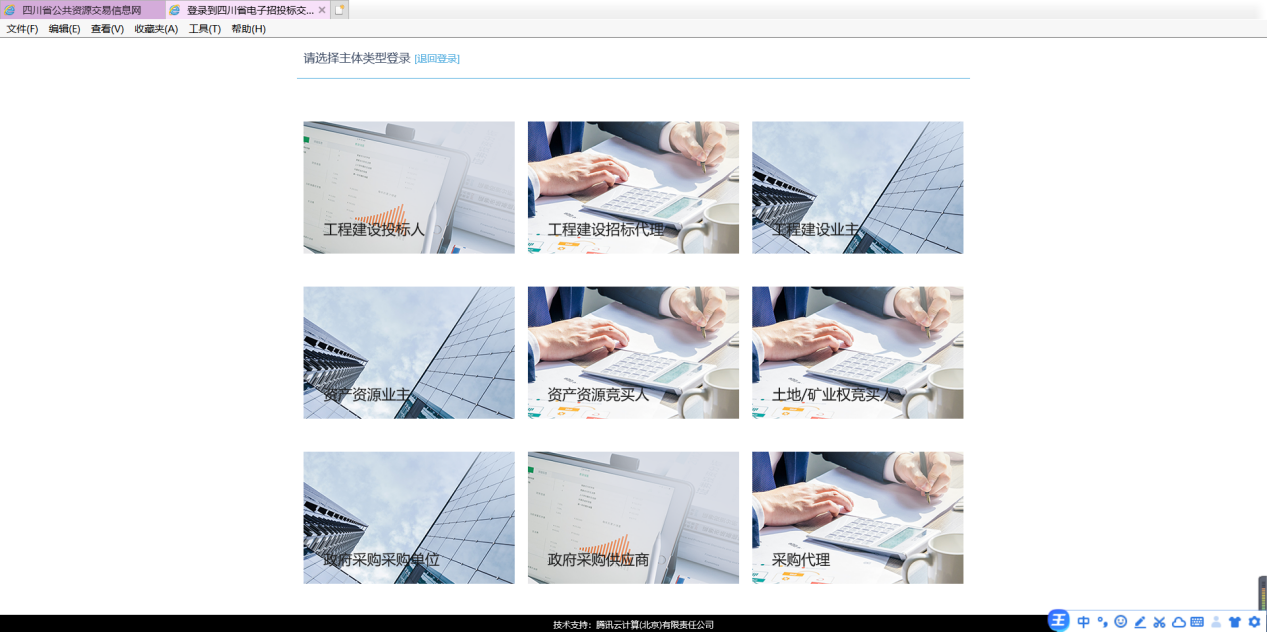 四川省公共资源交易信息网
登录到四川省电子招投标交...
文件(F) 编辑(E) 查看(V) 收藏夹(A) 工具(T) 帮助(H)
请选择主体类型登录 [退回登录]
工程建设投标人
工程建设招标代理
工程建设业主
资产资源业主
资产资源竞买人
土地/矿业权竞买人
政府采购采购单位
政府采购供应商
采购代理
技术支持：腾讯云计算(北京)有限责任公司
王 中